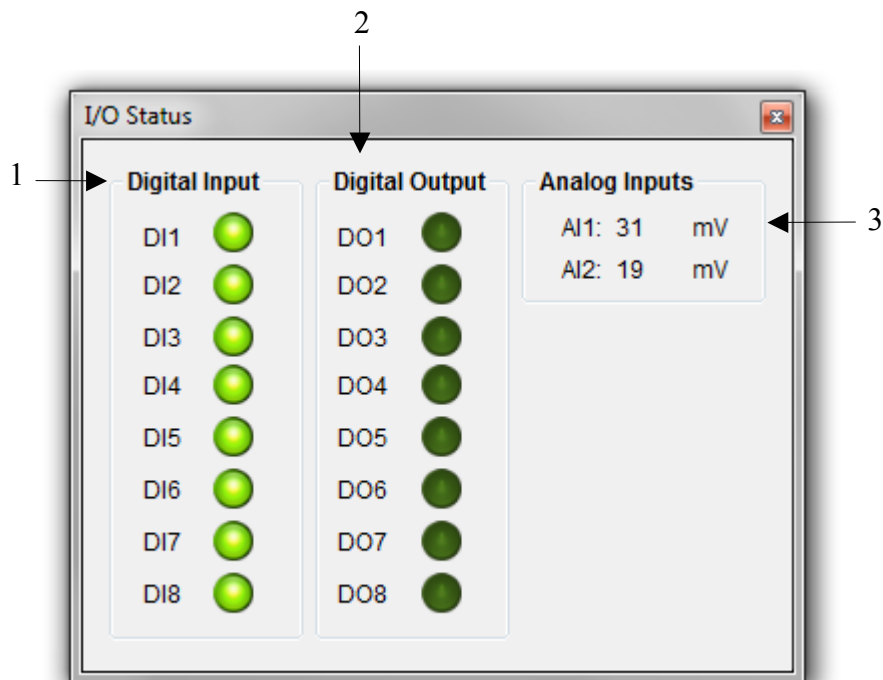 2
I/O Status
1
Digital Input
DI1
DI2
DI3
DI4
DI5
DI6
DI7
DI8
Digital Output
DO1
DO2
DO3
DO4
DO5
DO6
DO7
DO8
Analog Inputs
AI1: 31 mV
AI2: 19 mV
3